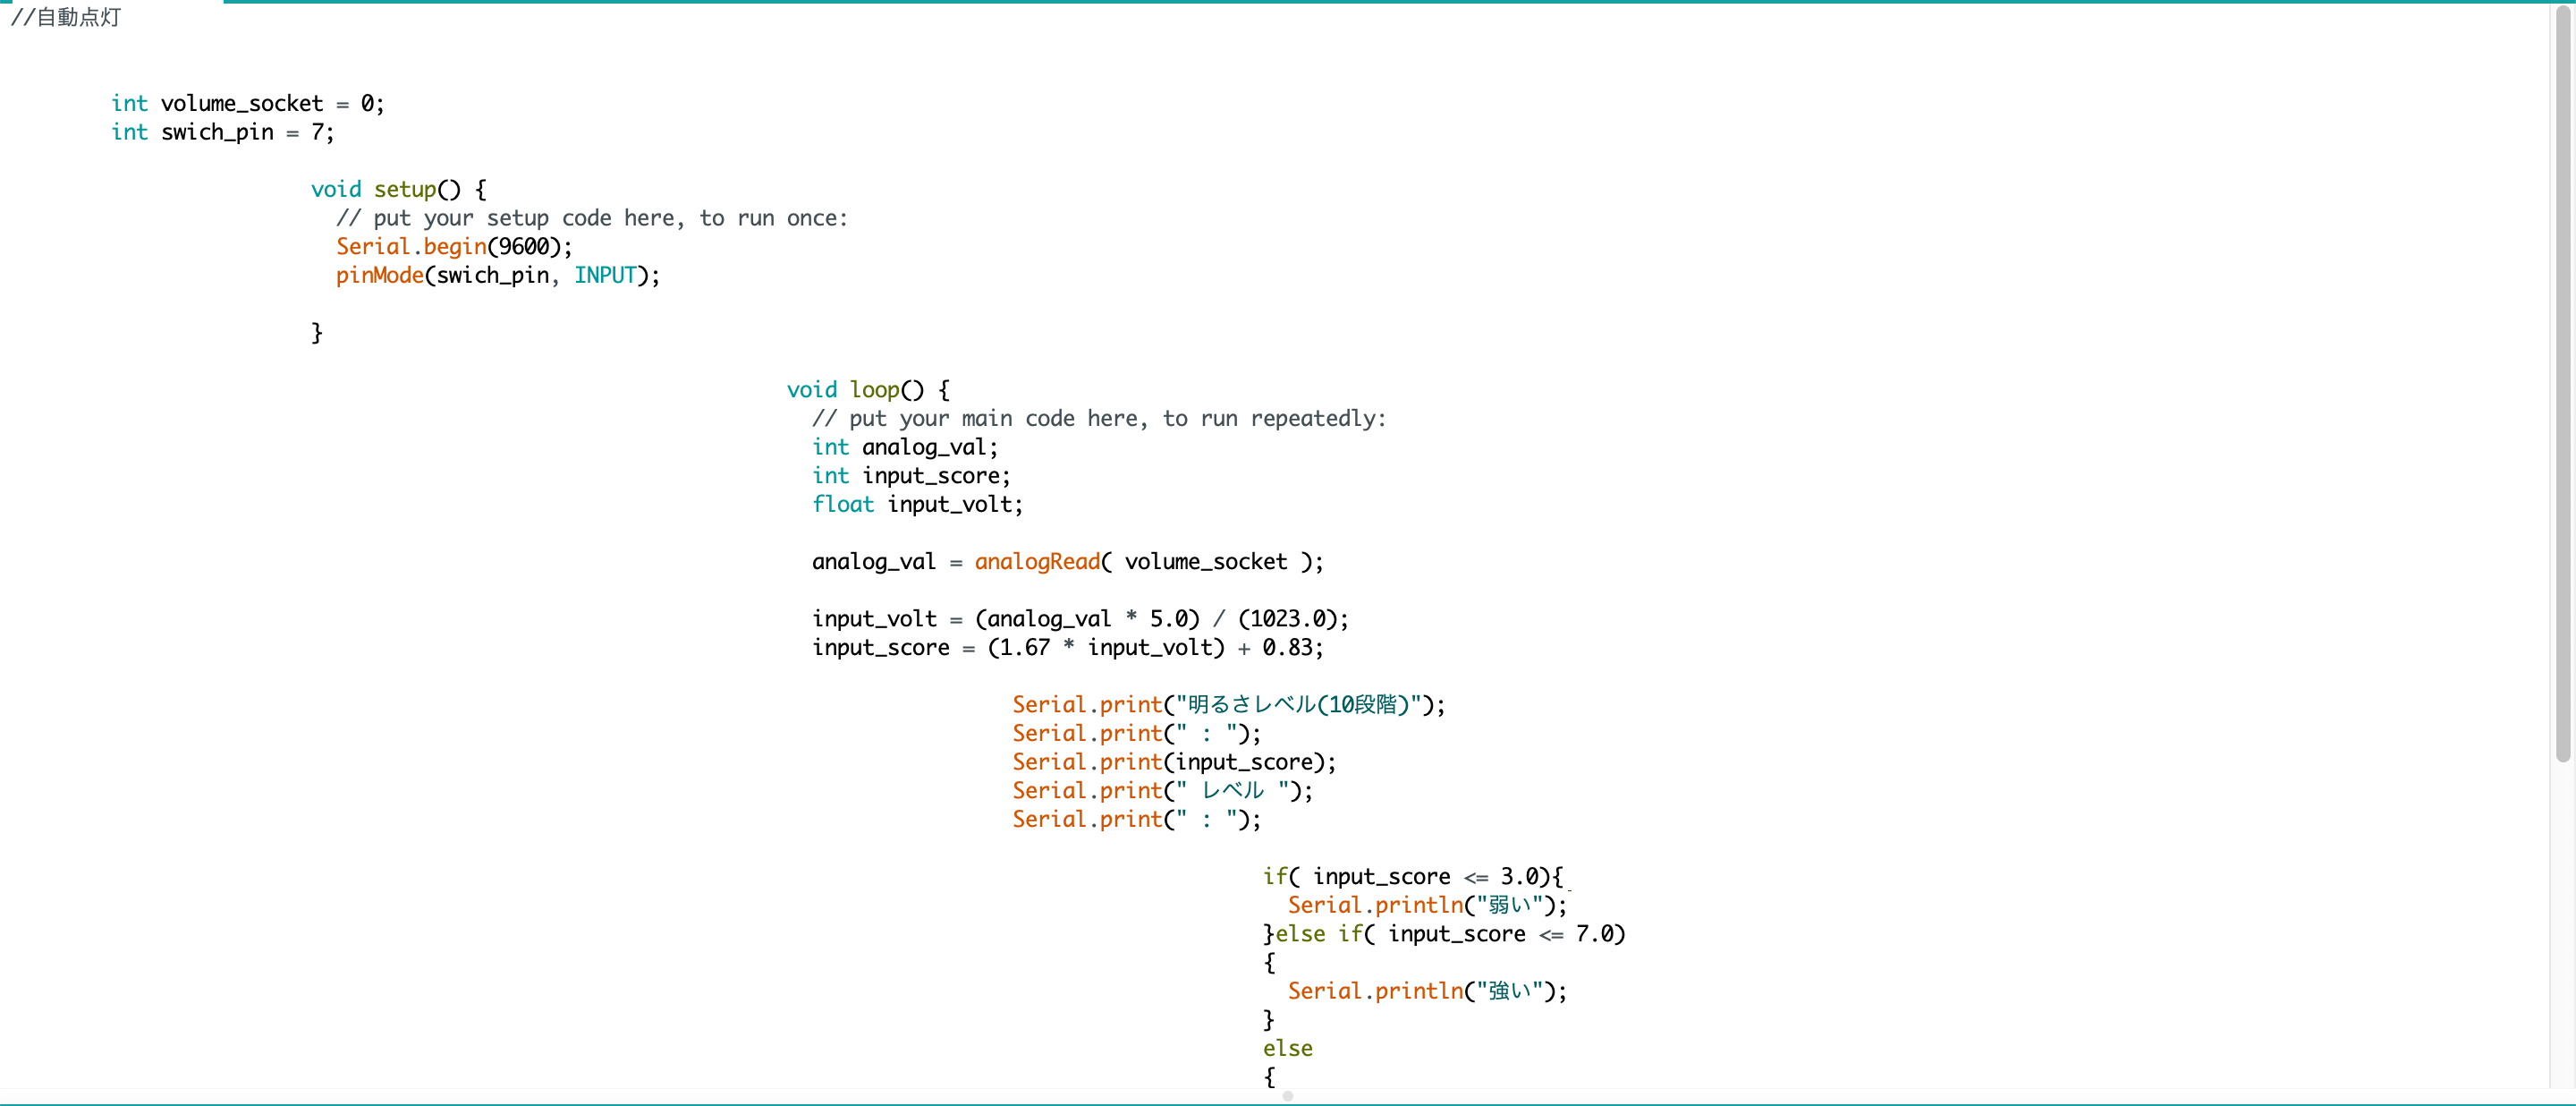 //自動点灯
int volume_socket = 0;
int swich_pin = 7;
void setup() {
// put your setup code here, to run once:
Serial.begin(9600);
pinMode(swich_pin, INPUT);
}
void loop() {
// put your main code here, to run repeatedly:
int analog_val;
int input_score;
float input_volt;
analog_val = analogRead( volume_socket );
input_volt = (analog_val * 5.0) / (1023.0);
input_score = (1.67 * input_volt) + 0.83;
Serial.print("明るさレベル(10段階)");
Serial.print(" : ");
Serial.print(input_score);
Serial.print(" レベル ");
Serial.print(" : ");
if( input_score <= 3.0){
Serial.println("弱い");
}else if( input_score <= 7.0)
{
Serial.println("強い");
}
else
{